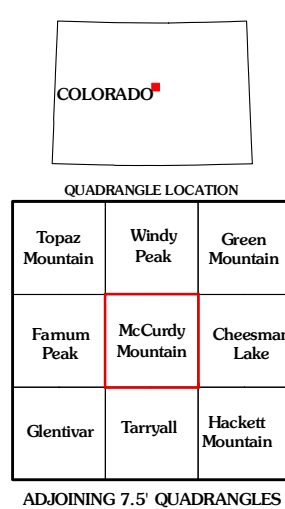 COLORADO
QUADRANGLE LOCATION
Topaz
Mountain
Windy
Peak
Green
Mountain
Farnum
Peak
McCurdy
Mountain
Cheesman
Lake
Glentivar
Tarryall
Hackett
Mountain
ADJOINING 7.5' QUADRANGLES